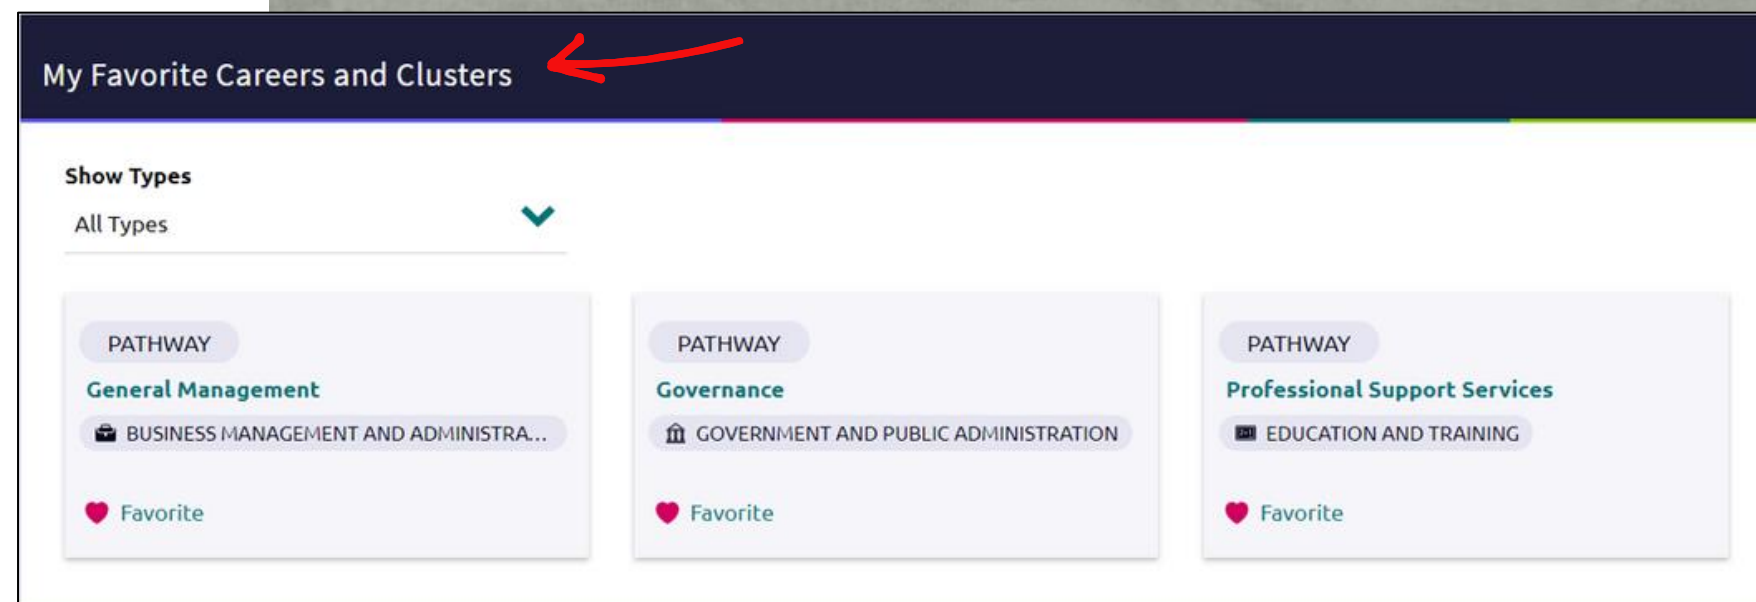 My Favorite Careers and Clusters
Show Types
All Types
PATHWAY
General Management
BUSINESS MANAGEMENT AND ADMINISTRA...
Favorite
PATHWAY
Governance
GOVERNMENT AND PUBLIC ADMINISTRATION
Favorite
PATHWAY
Professional Support Services
EDUCATION AND TRAINING
Favorite